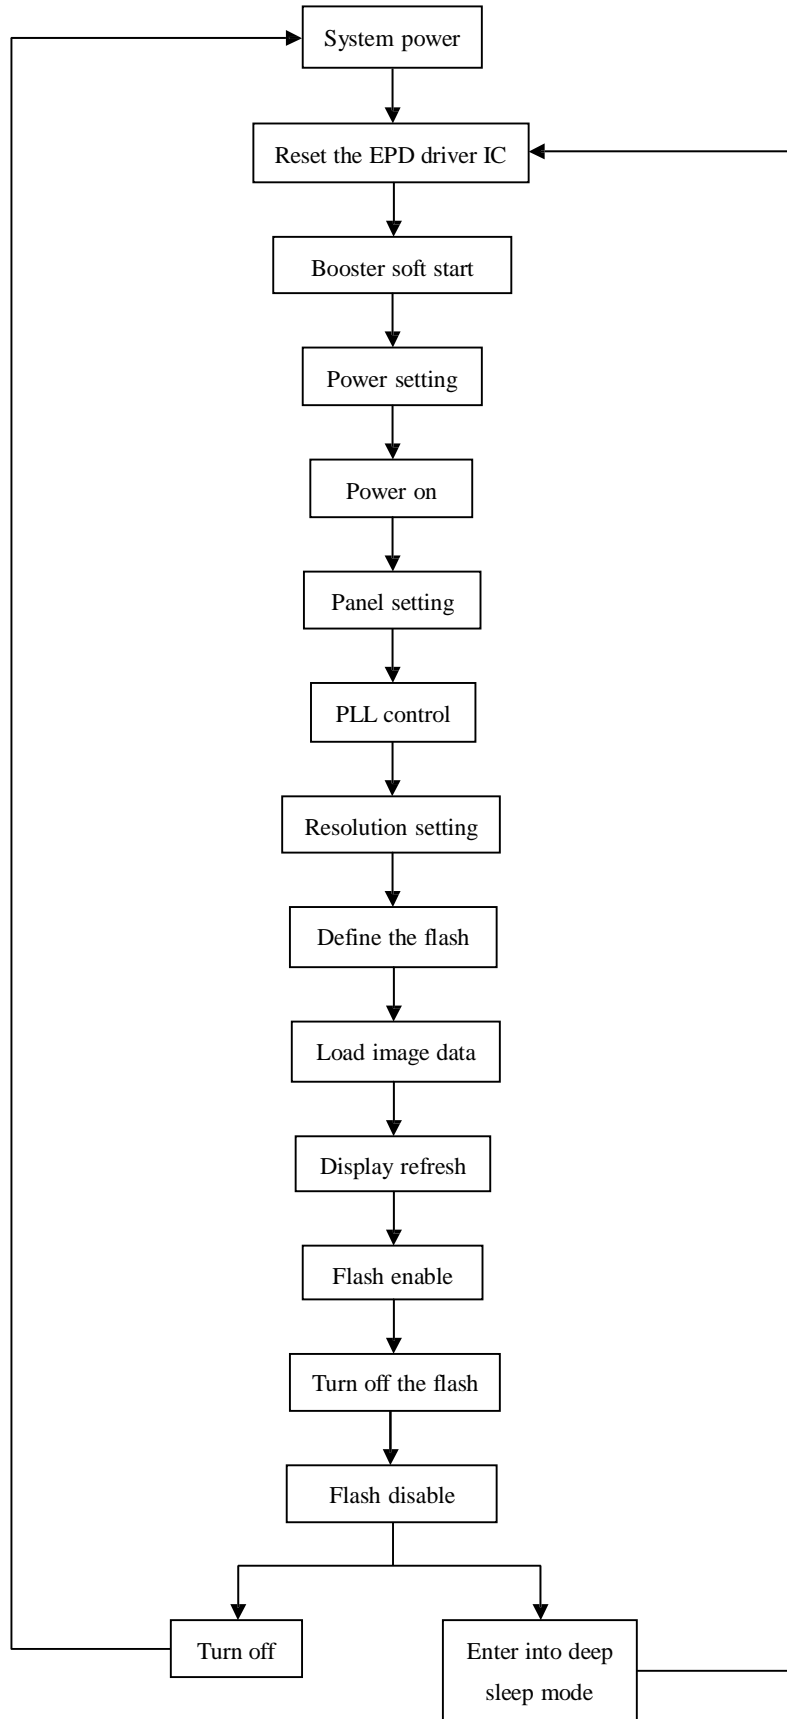 System power
Reset the EPD driver IC
Booster soft start
Power setting
Power on
Panel setting
PLL control
Resolution setting
Define the flash
Load image data
Display refresh
Flash enable
Turn off the flash
Flash disable
Turn off
Enter into deep
sleep mode